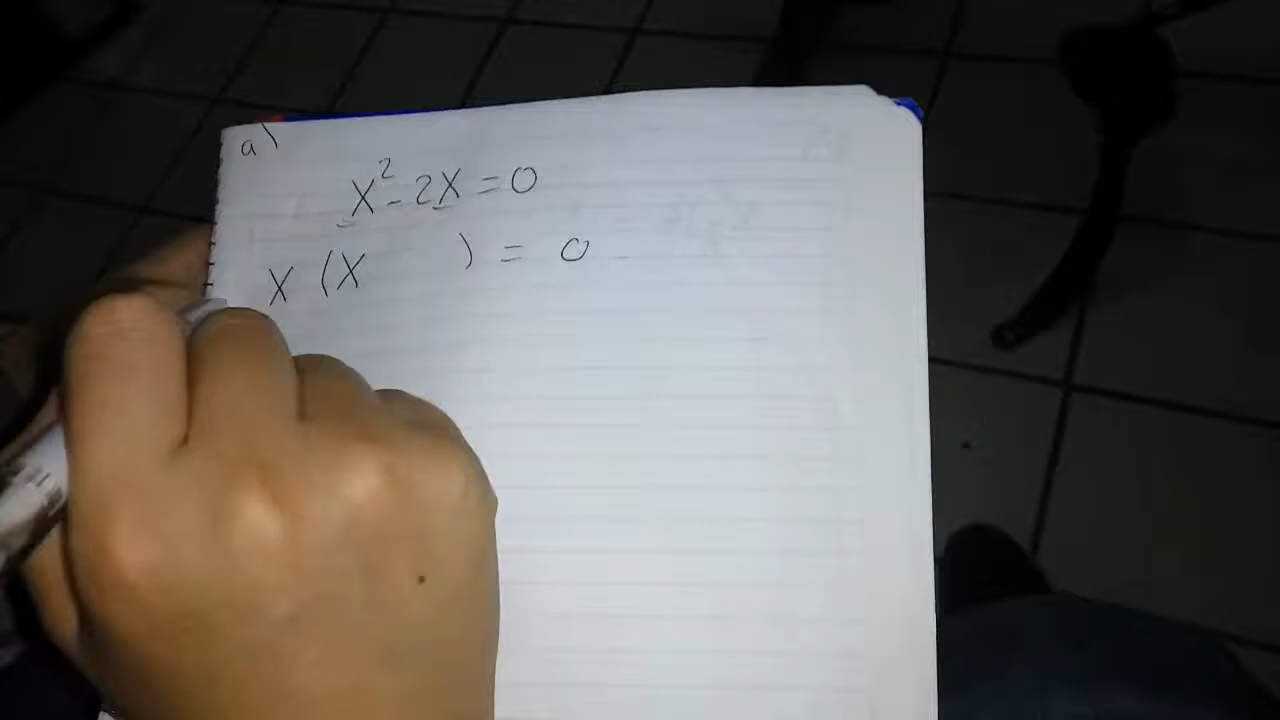 a)
x² - 2x = 0
x (x ) = 0